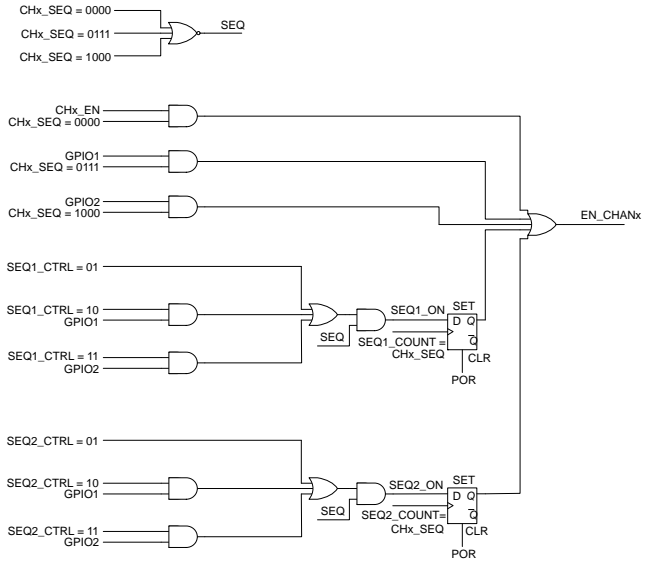 CHx_SEQ = 0000
SEQ
CHx_SEQ = 0111
CHx_SEQ = 1000
CHx_EN
CHx_SEQ = 0000
GPIO1
CHx_SEQ = 0111
GPIO2
CHx_SEQ = 1000
EN_CHANx
SEQ1_CTRL = 01
SEQ1_CTRL = 10
GPIO1
SEQ1_CTRL = 11
GPIO2
SEQ
SEQ1_ON
SET
D Q
Q
SEQ1_COUNT =
CHx_SEQ
CLR
POR
SEQ2_CTRL = 01
SEQ2_CTRL = 10
GPIO1
SEQ2_CTRL = 11
GPIO2
SEQ
SEQ2_ON
SET
D Q
Q
SEQ2_COUNT=
CHx_SEQ
CLR
POR